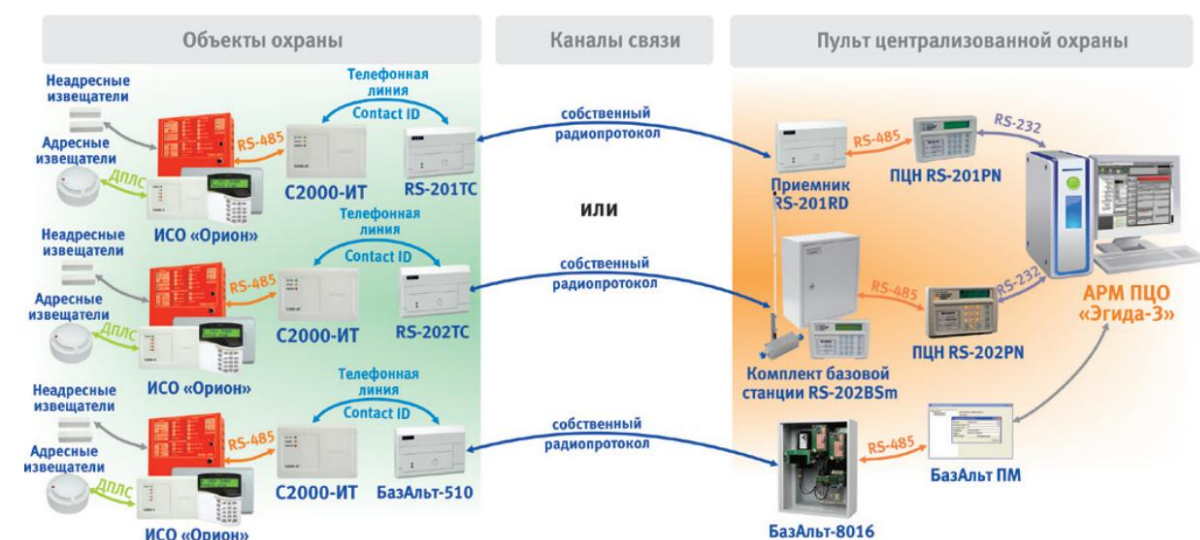 Объекты охраны
Каналы связи
Пульт централизованной охраны
Неадресные
извещатели
Адресные
извещатели
ДПЛС
ИСО «Орион»
RS-485
С2000-ИТ
Телефонная
линия
Contact ID
RS-201TC
собственный
радиопротокол
Приемник
RS-201RD
RS-485
ПЦН RS-201PN
RS-232
или
Неадресные
извещатели
Адресные
извещатели
ДПЛС
ИСО «Орион»
RS-485
С2000-ИТ
Телефонная
линия
Contact ID
RS-202TC
собственный
радиопротокол
Комплект базовой
станции RS-202BSm
RS-485
ПЦН RS-202PN
RS-232
АРМ ПЦО
«Эгида-3»
Неадресные
извещатели
Адресные
извещатели
ДПЛС
ИСО «Орион»
RS-485
С2000-ИТ
Телефонная
линия
Contact ID
БазАльт-510
собственный
радиопротокол
БазАльт-8016
RS-485
БазАльт ПМ